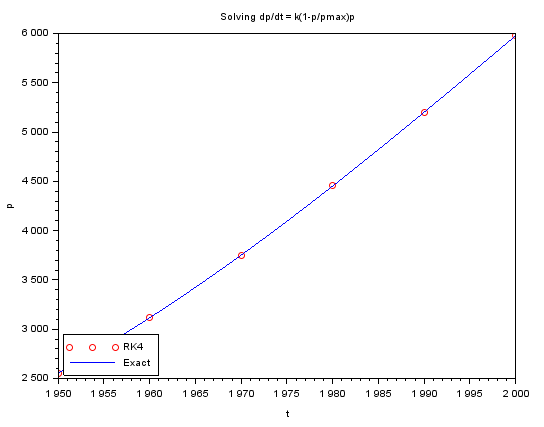 Solving dp/dt = k(1-p/pmax)p
6 000
5 500
5 000
4 500
4 000
3 500
3 000
2 500
p
RK4
Exact
1 950 1 955 1 960 1 965 1 970 1 975 1 980 1 985 1 990 1 995 2 000
t